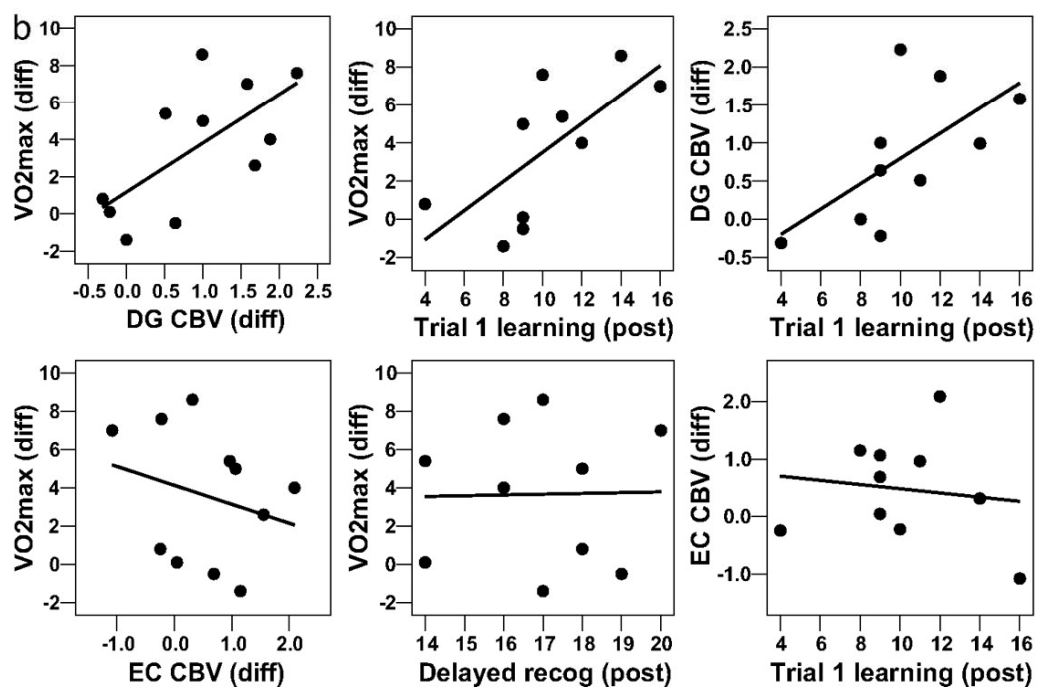 b
VO2max (diff)
10
8
6
4
2
0
-2
-0.5 0.0 0.5 1.0 1.5 2.0 2.5
DG CBV (diff)
VO2max (diff)
10
8
6
4
2
0
-2
4 6 8 10 12 14 16
Trial 1 learning (post)
DG CBV (diff)
2.5
2.0
1.5
1.0
0.5
0.0
-0.5
4 6 8 10 12 14 16
Trial 1 learning (post)
VO2max (diff)
10
8
6
4
2
0
-2
-1.0 0.0 1.0 2.0
EC CBV (diff)
VO2max (diff)
10
8
6
4
2
0
-2
14 15 16 17 18 19 20
Delayed recog (post)
EC CBV (diff)
2.0
1.0
0.0
-1.0
4 6 8 10 12 14 16
Trial 1 learning (post)